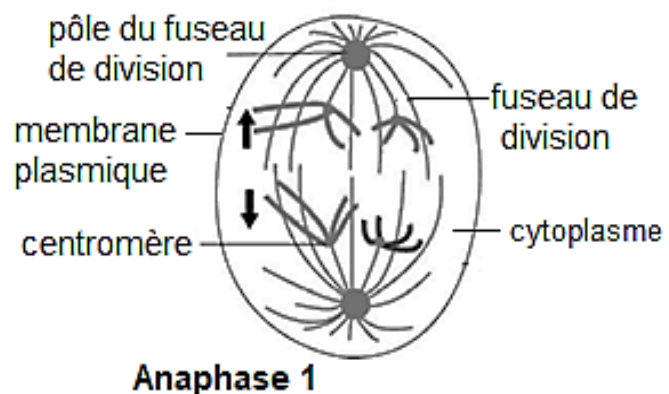 pôle du fuseau
de division
fuseau de
division
membrane
plasmique
centromère
cytoplasme
Anaphase 1